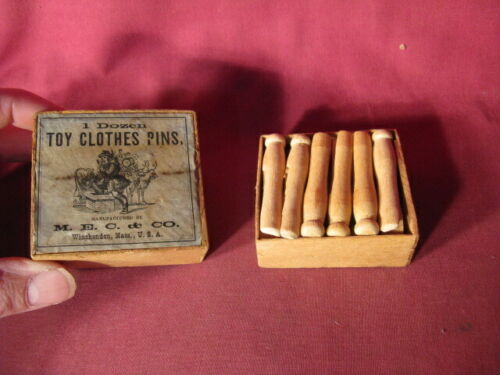 1 Dozen
TOY CLOTHES PINS.
MANUFACTURED BY
M. E. C. & CO.
Winchendon, Mass., U. S. A.